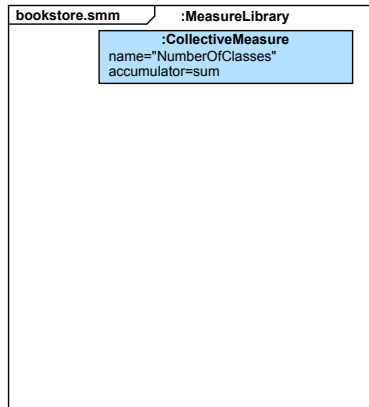 bookstore.smm :MeasureLibrary
:CollectiveMeasure
name="NumberOfClasses"
accumulator=sum